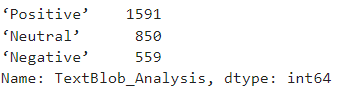 ‘Positive’ 1591
‘Neutral’ 850
‘Negative’ 559
Name: TextBlob_Analysis, dtype: int64